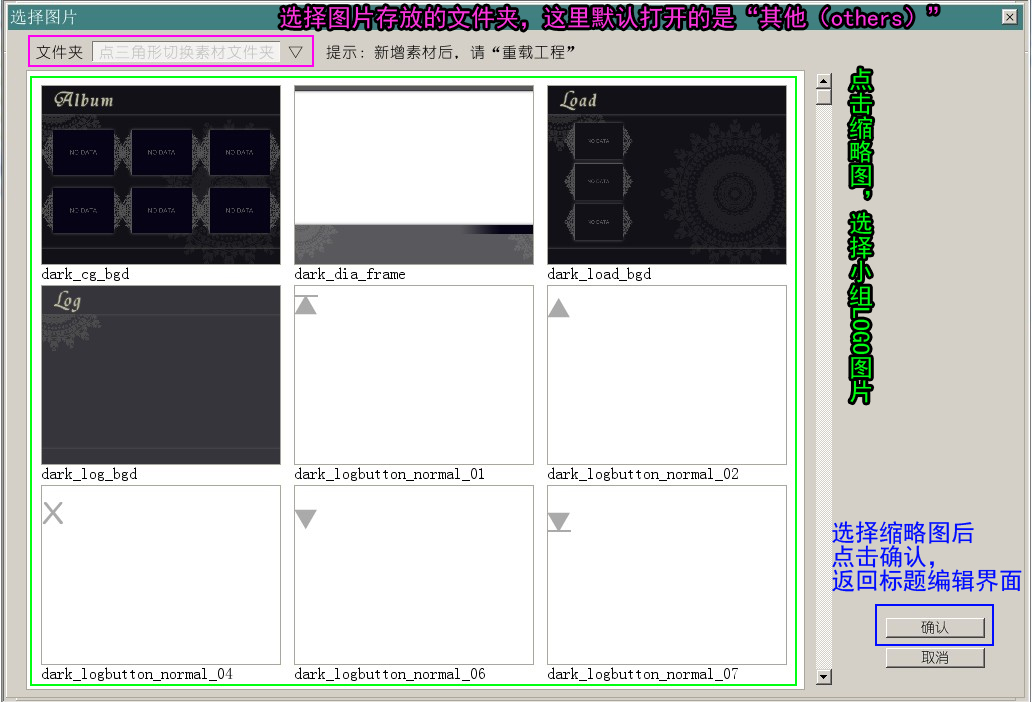 选择图片
选择图片存放的文件夹，这里默认打开的是“其他（others）”
文件夹 点三角形切换素材文件夹 提示：新增素材后，请“重载工程”
Album
NO DATA NO DATA NO DATA
NO DATA NO DATA NO DATA
Load
NO DATA
NO DATA
NO DATA
dark_cg_bgd dark_dia_frame dark_load_bgd
Log
dark_log_bgd dark_logbutton_normal_01 dark_logbutton_normal_02
dark_logbutton_normal_04 dark_logbutton_normal_06 dark_logbutton_normal_07
点击缩略图，选择小组LOGO图片
选择缩略图后
点击确认，
返回标题编辑界面
确认
取消